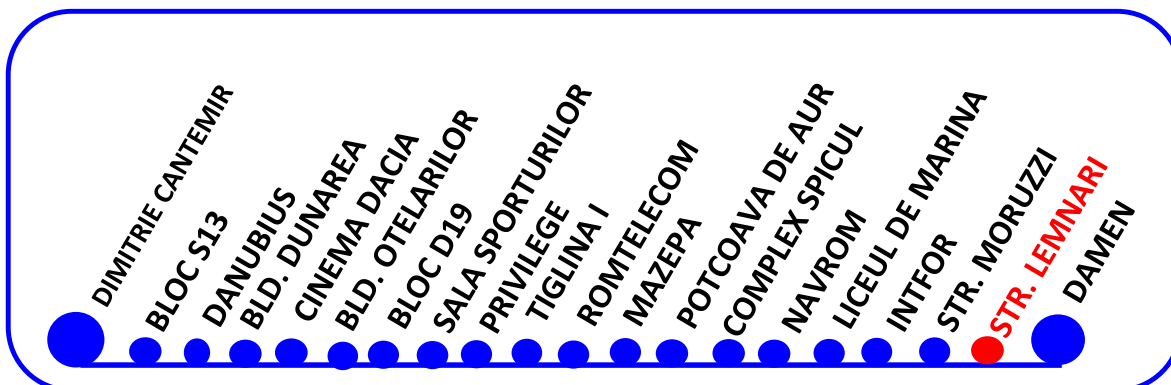 DIMITRIE CANTEMIR
BLOC S13
DANUBIUS
BLD. DUNAREA
CINEMA DACIA
BLD. OTELARILOR
BLOC D19
SALA SPORTURILOR
PRIVILEGE
TIGLINA I
ROMTELECOM
MAZEPA
POTCOAVA DE AUR
COMPLEX SPICUL
NAVROM
LICEUL DE MARINA
INTFOR
STR. MORUZZI
STR. LEMNARI
DAMEN